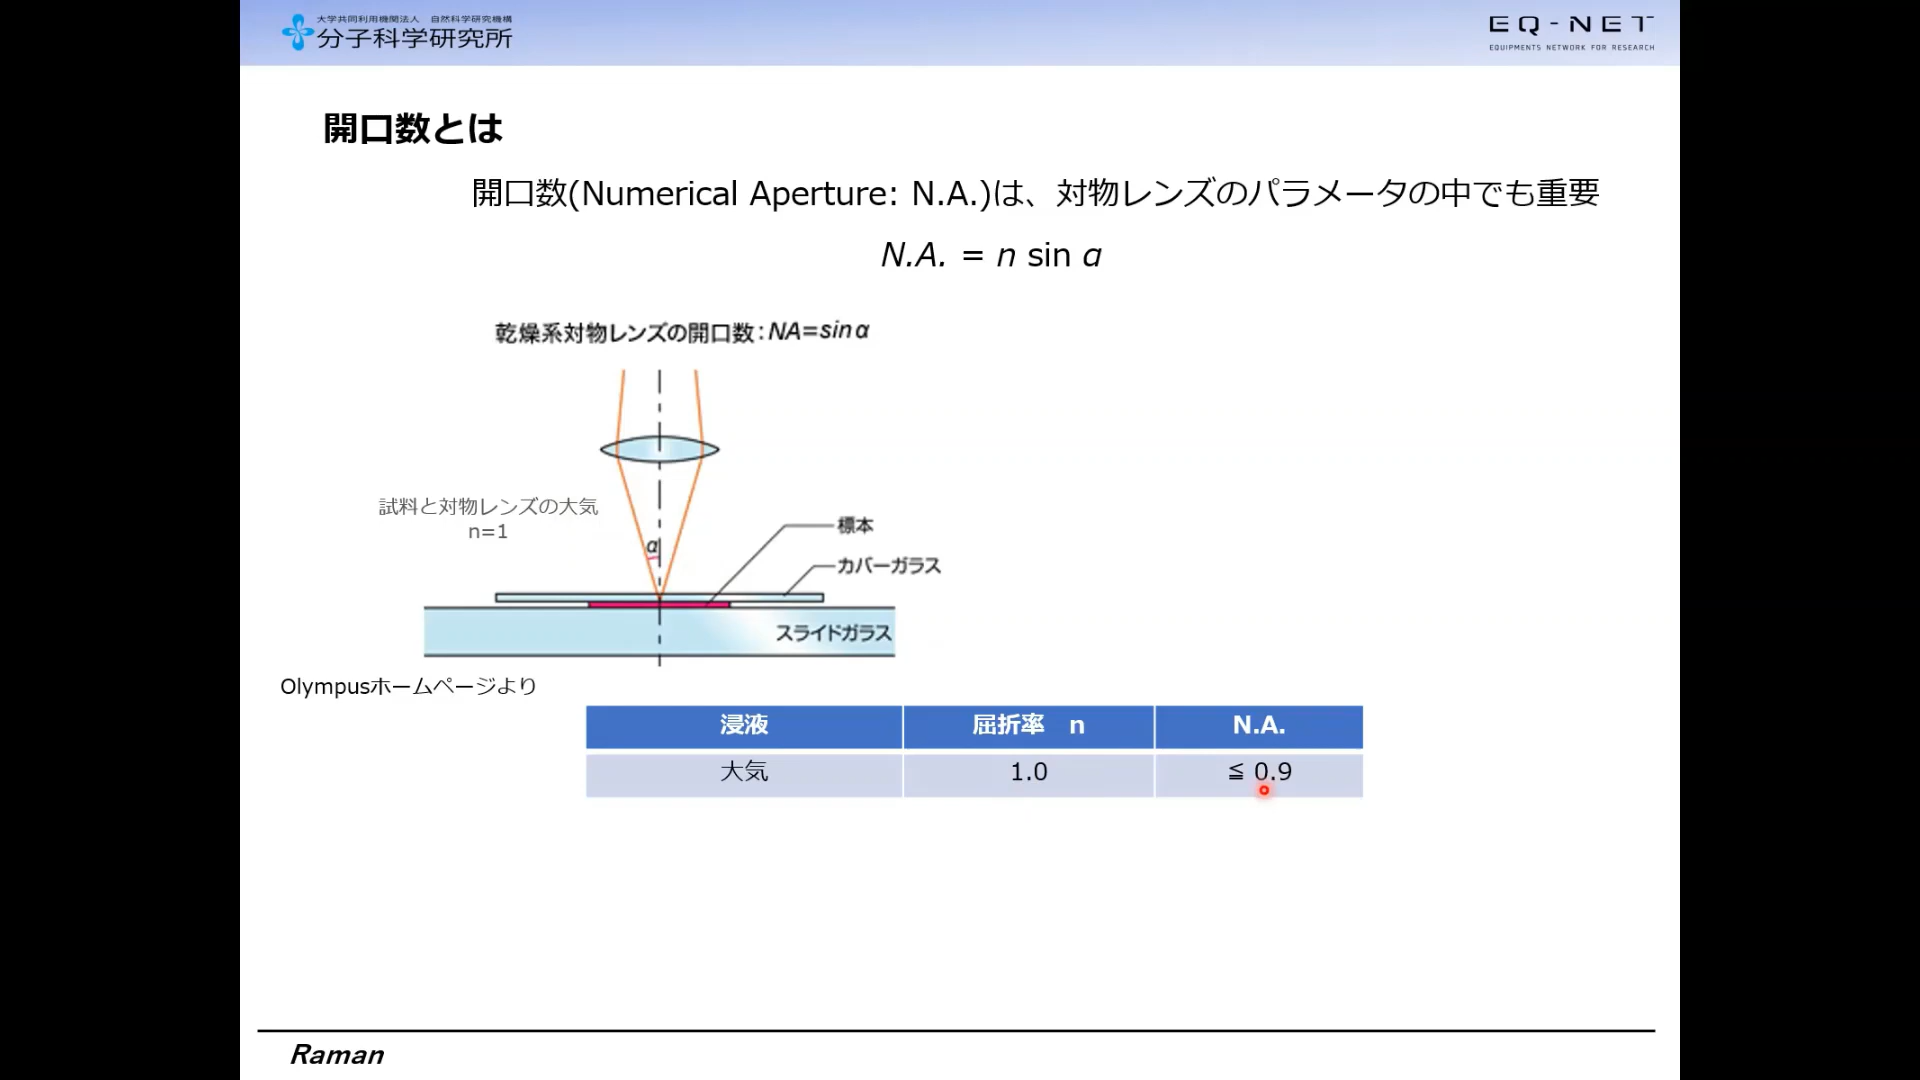 大学共同利用機関法人 自然科学研究機構
分子科学研究所
EQ-NET
EQUIPMENTS NETWORK FOR RESEARCH
開口数とは
開口数(Numerical Aperture: N.A.)は、対物レンズのパラメータの中でも重要
N.A. = n sin α
乾燥系対物レンズの開口数:NA=sinα
試料と対物レンズの大気
n=1
α
標本
カバーガラス
スライドガラス
Olympusホームページより
浸液 屈折率 n N.A.
大気 1.0 ≦ 0.9
Raman